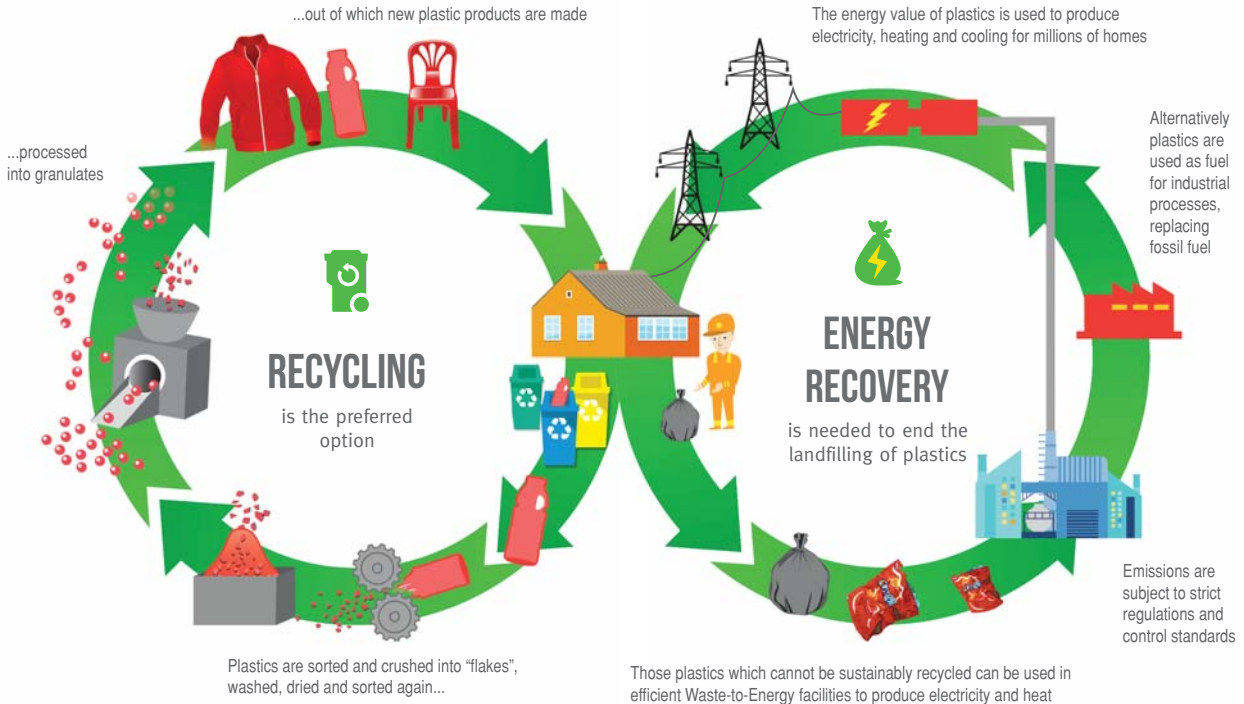 ...out of which new plastic products are made
The energy value of plastics is used to produce
electricity, heating and cooling for millions of homes
...processed
into granulates
Alternatively
plastics are
used as fuel
for industrial
processes,
replacing
fossil fuel
RECYCLING
is the preferred
option
ENERGY
RECOVERY
is needed to end the
landfilling of plastics
Emissions are
subject to strict
regulations and
control standards
Plastics are sorted and crushed into “flakes”,
washed, dried and sorted again...
Those plastics which cannot be sustainably recycled can be used in
efficient Waste-to-Energy facilities to produce electricity and heat